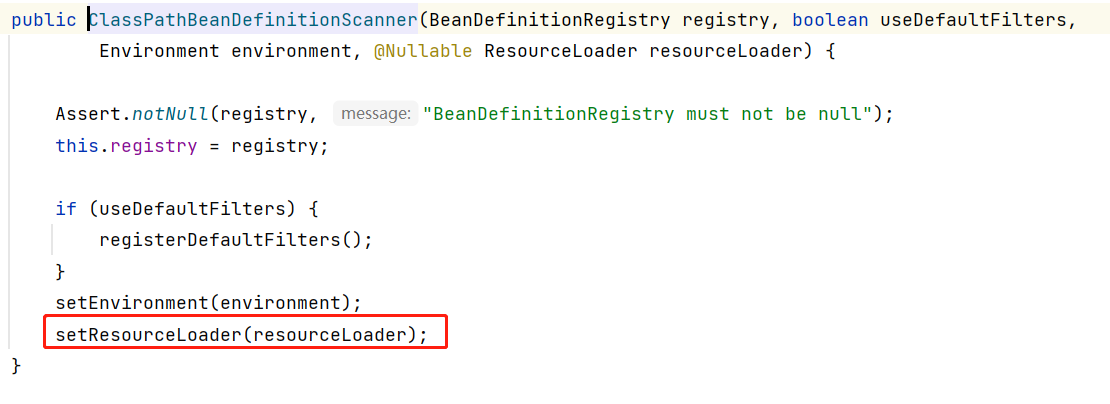 public ClassPathBeanDefinitionScanner(BeanDefinitionRegistry registry, boolean useDefaultFilters,
Environment environment, @Nullable ResourceLoader resourceLoader) {
Assert.notNull(registry, message: "BeanDefinitionRegistry must not be null");
this.registry = registry;
if (useDefaultFilters) {
registerDefaultFilters();
}
setEnvironment(environment);
setResourceLoader(resourceLoader);
}